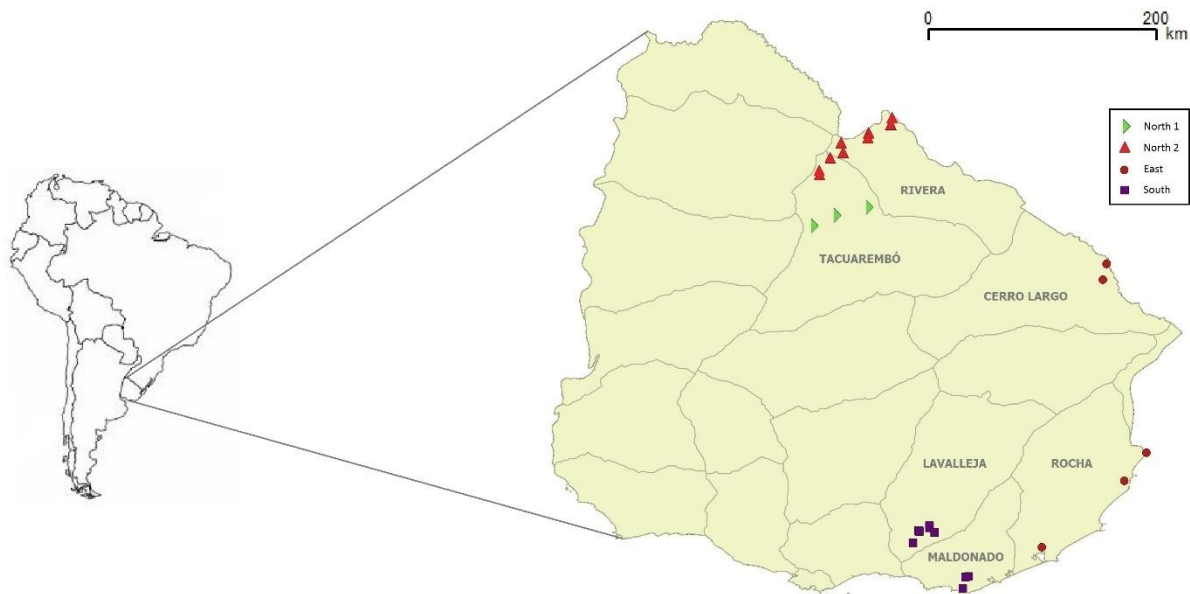 0 200
km
North 1
North 2
East
South
RIVERA
TACUAREMBÓ
CERRO LARGO
LAVALLEJA
ROCHA
MALDONADO